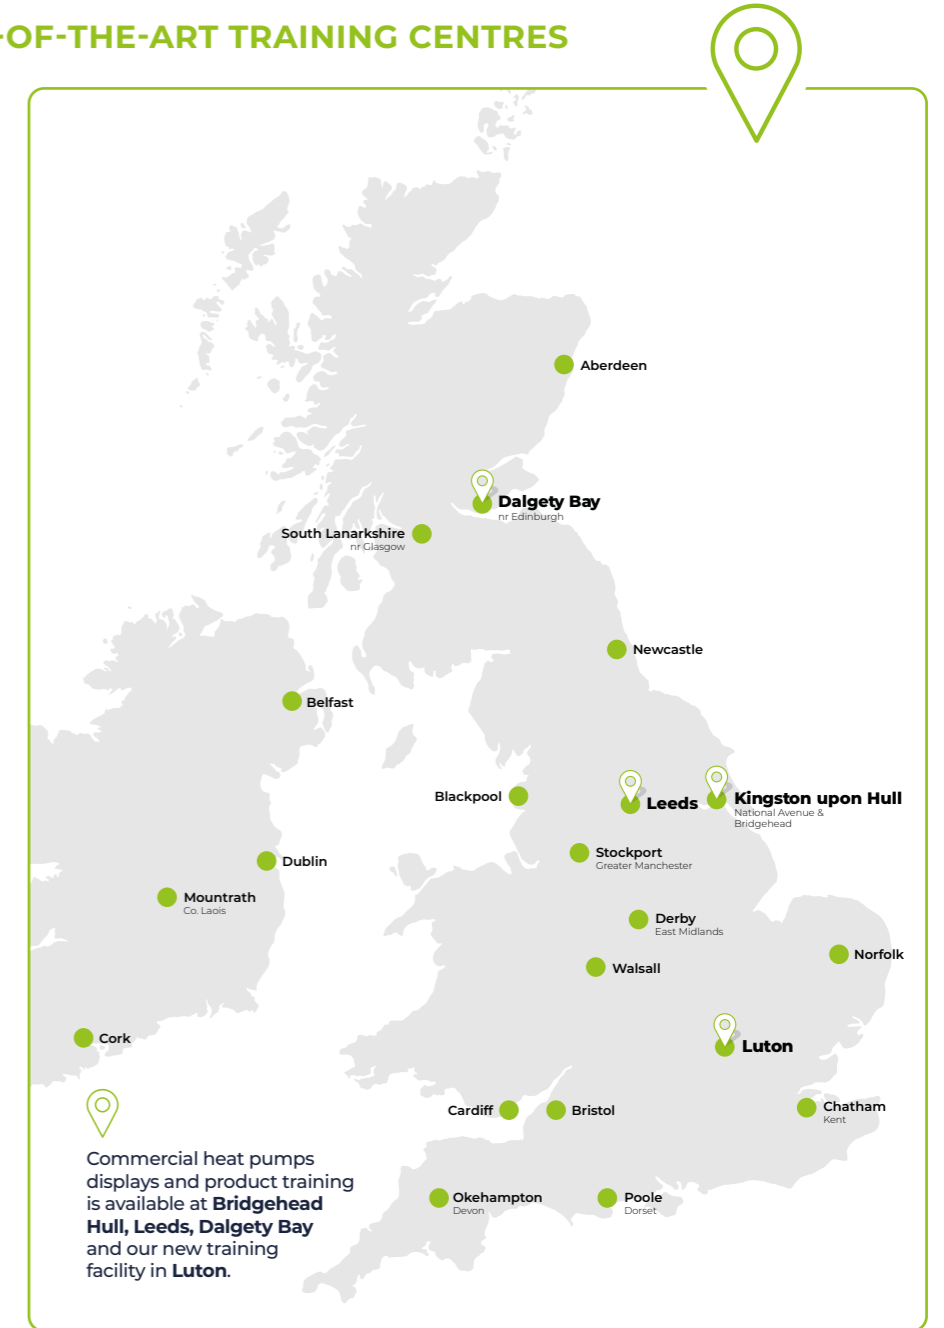 -OF-THE-ART TRAINING CENTRES
Aberdeen
Dalgety Bay
nr Edinburgh
South Lanarkshire
nr Glasgow
Newcastle
Belfast
Blackpool
Leeds
Kingston upon Hull
National Avenue &
Bridgehead
Stockport
Greater Manchester
Dublin
Mountrath
Co. Laois
Derby
East Midlands
Norfolk
Walsall
Cork
Luton
Cardiff
Bristol
Chatham
Kent
Commercial heat pumps
displays and product training
is available at Bridgehead
Hull, Leeds, Dalgety Bay
and our new training
facility in Luton.
Okehampton
Devon
Poole
Dorset